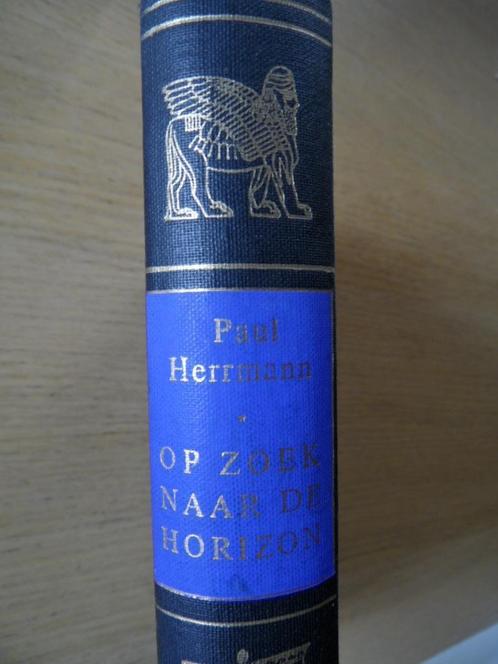 Paul
Herrmann
OP ZOEK
NAAR DE
HORIZON